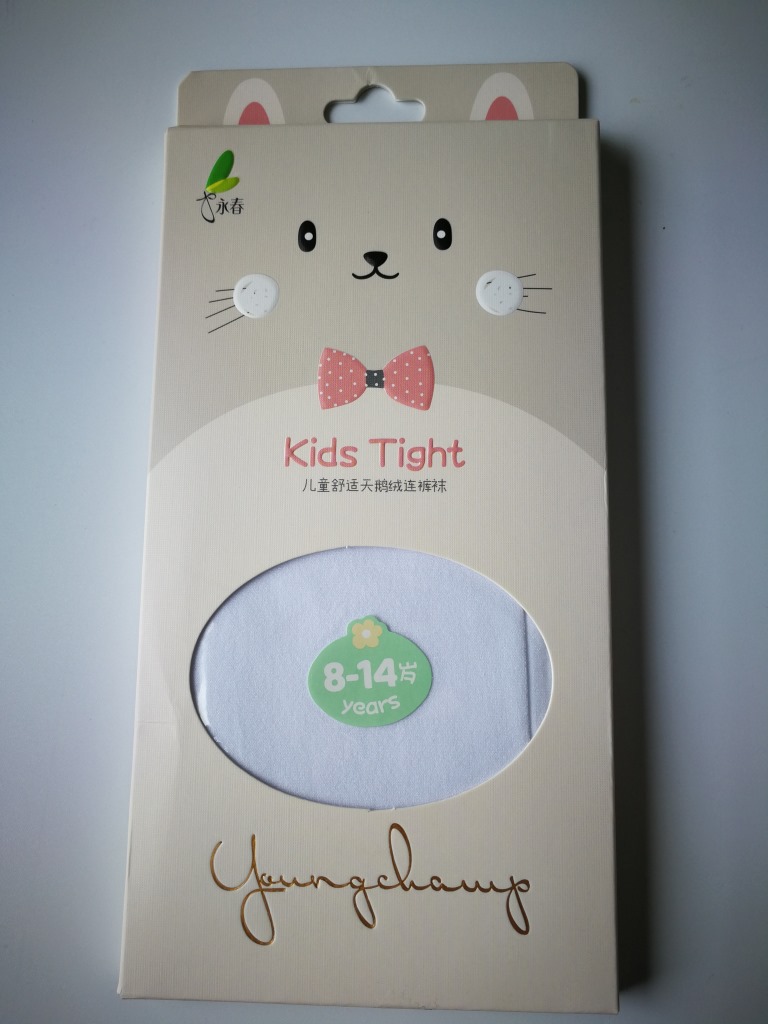 永春
Kids Tight
儿童舒适天鹅绒连裤袜
8-14岁
years
Youngchamp